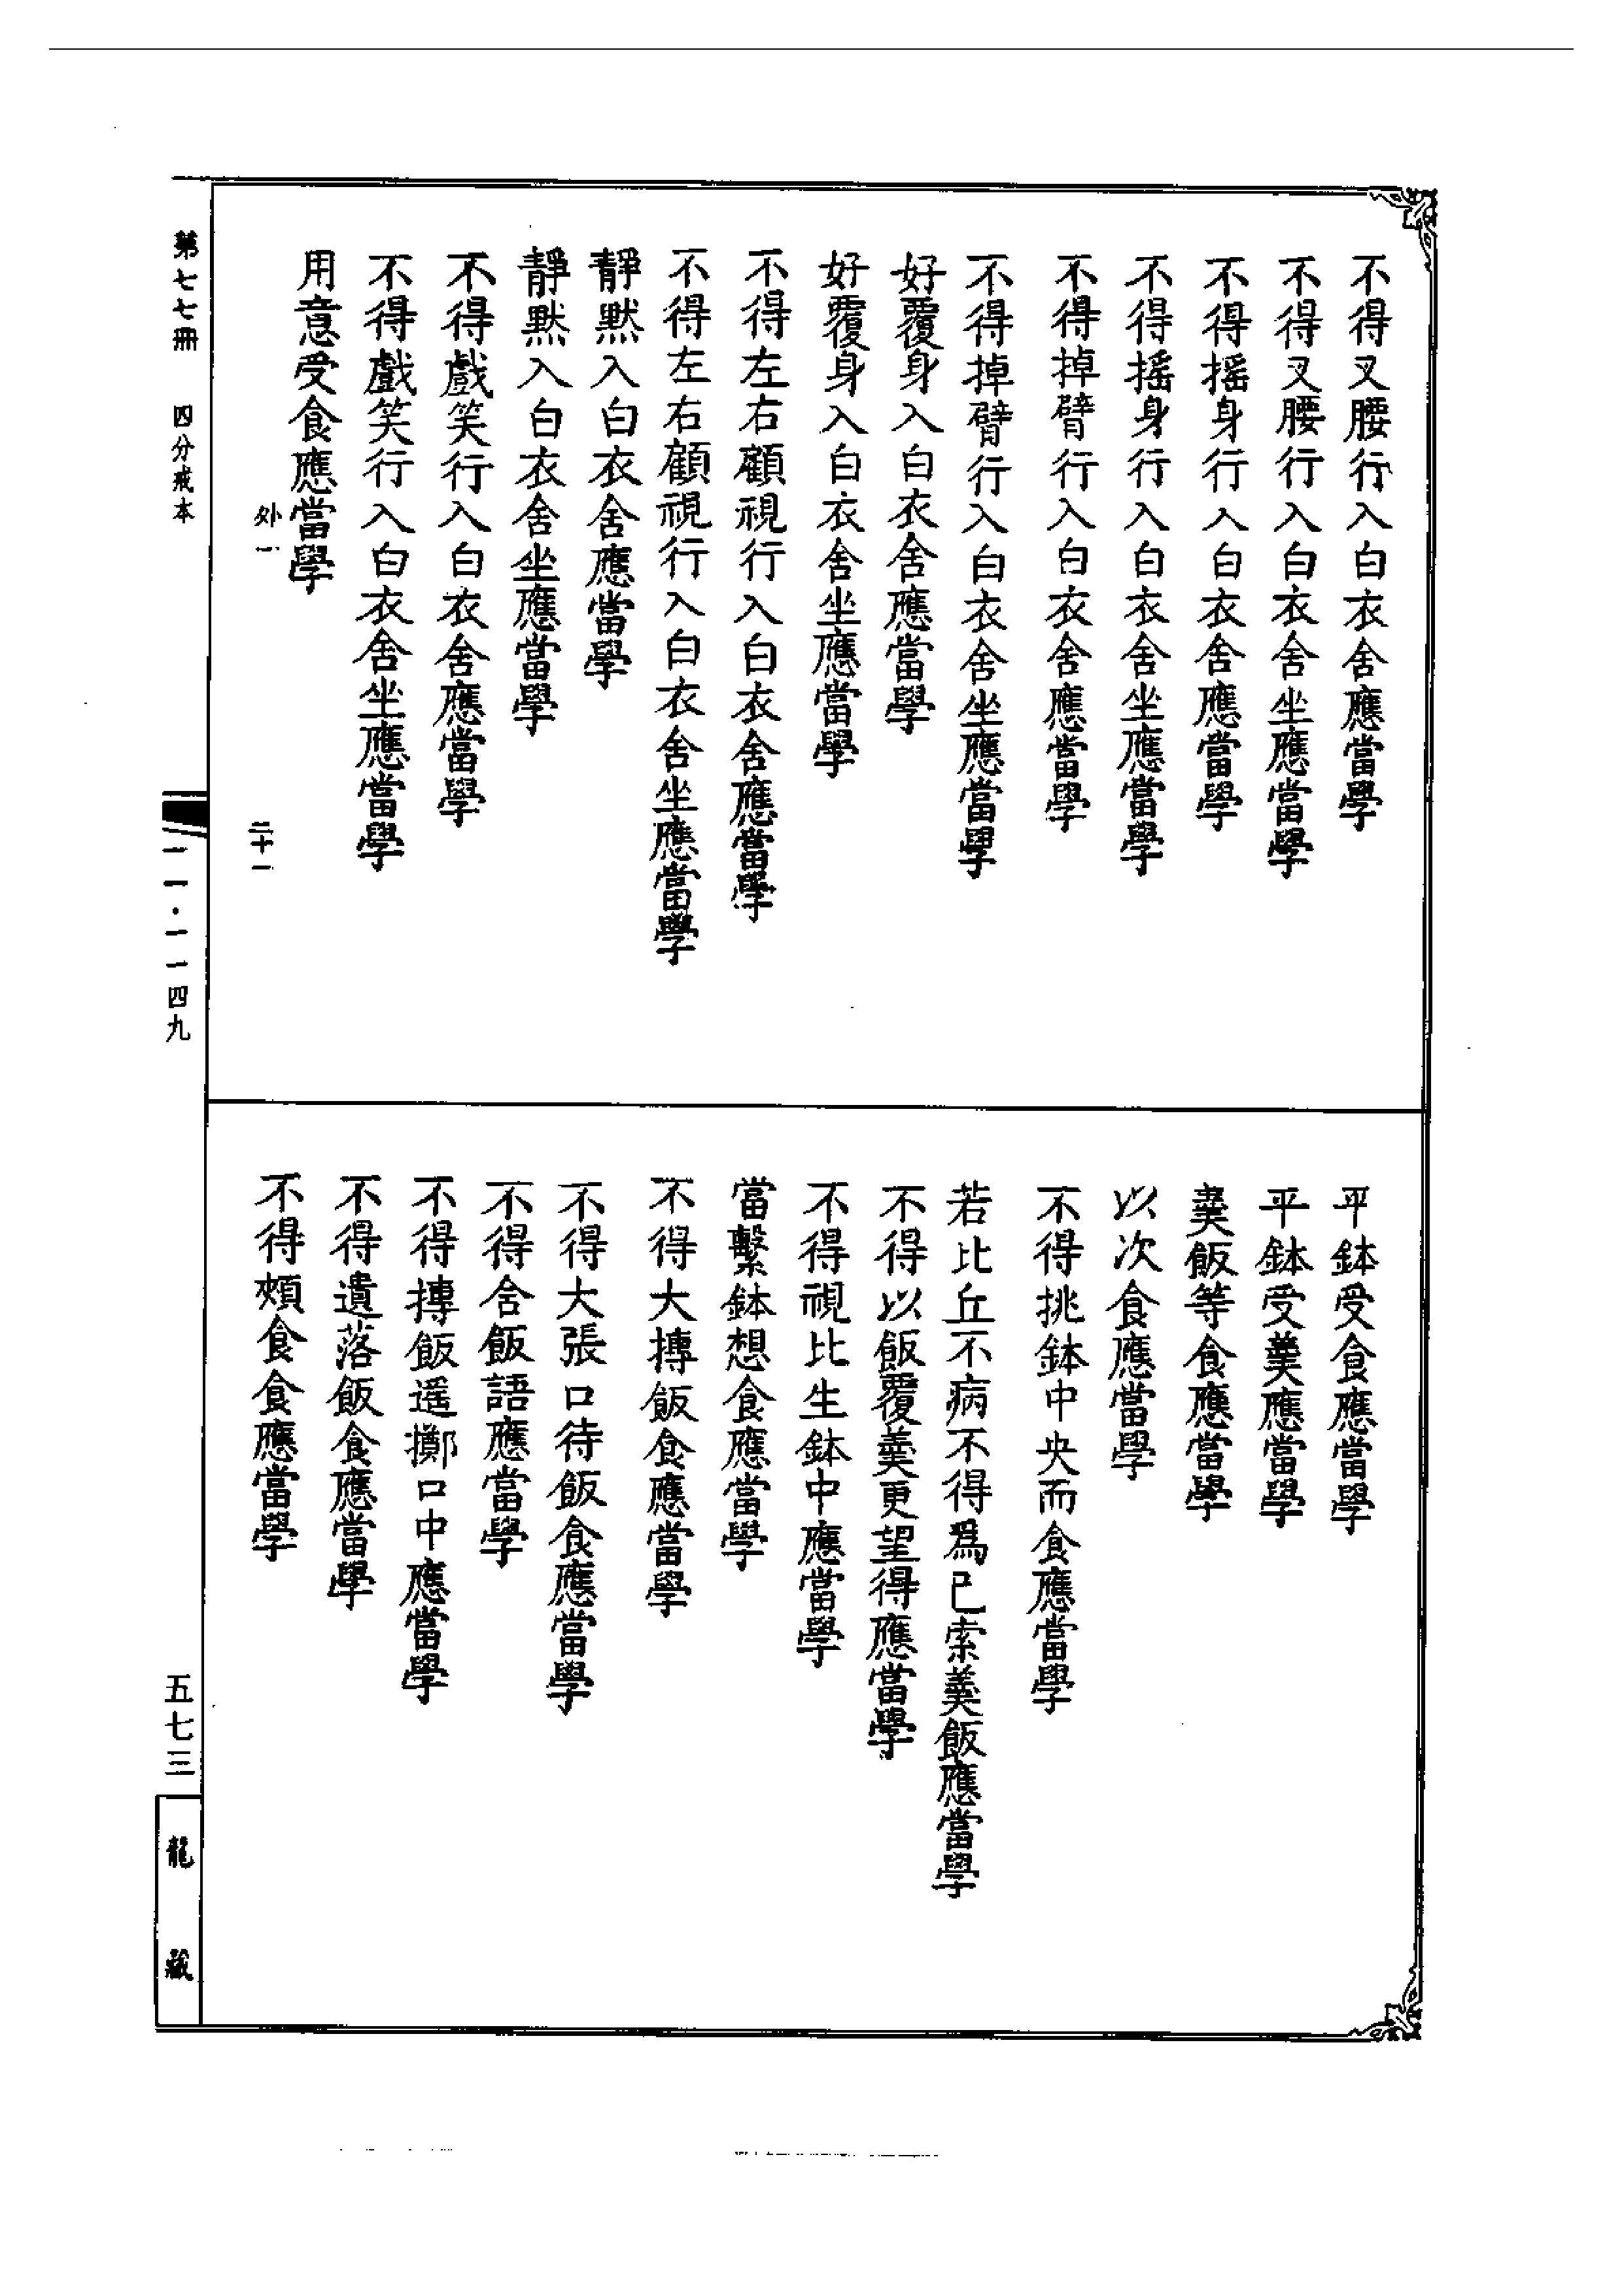 不得叉腰行入白衣舍應當學
不得叉腰行入白衣舍坐應當學
不得搖身行入白衣舍應當學
不得搖身行入白衣舍坐應當學
不得掉臂行入白衣舍應當學
不得掉臂行入白衣舍坐應當學
好覆身入白衣舍應當學
好覆身入白衣舍坐應當學
不得左右顧視行入白衣舍應當學
不得左右顧視行入白衣舍坐應當學
靜默入白衣舍應當學
靜默入白衣舍坐應當學
不得戲笑行入白衣舍應當學
不得戲笑行入白衣舍坐應當學
用意受食應當學
外一 二十一
平鉢受食應當學
平鉢受羹應當學
羹飯等食應當學
以次食應當學
不得挑鉢中央而食應當學
若比丘不病不得爲已索羹飯應當學
不得以飯覆羹更望得應當學
不得視比坐鉢中應當學
當繫鉢想食應當學
不得大摶飯食應當學
不得大張口待飯食應當學
不得含飯語應當學
不得摶飯遥擲口中應當學
不得遺落飯食應當學
不得頰食食應當學
第七七冊 四分戒本
一一·一一四九
五七三
龍藏